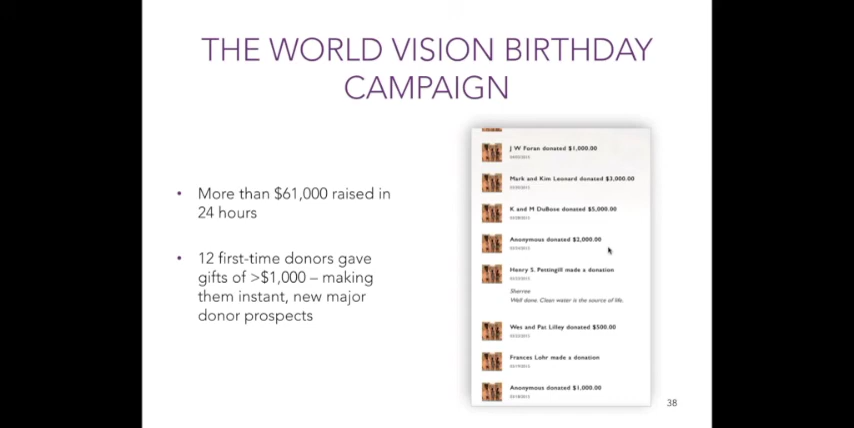 THE WORLD VISION BIRTHDAY
CAMPAIGN
• More than $61,000 raised in
24 hours
• 12 first-time donors gave
gifts of >$1,000 – making
them instant, new major
donor prospects
J W Foran donated $1,000.00
Mark and Kim Leonard donated $3,000.00
K and M DuBose donated $5,000.00
Anonymous donated $2,000.00
Henry S. Pettingill made a donation
Sherree
Well done. Clean water is the source of life.
Wes and Pat Lilley donated $500.00
Frances Lohr made a donation
Anonymous donated $1,000.00
38